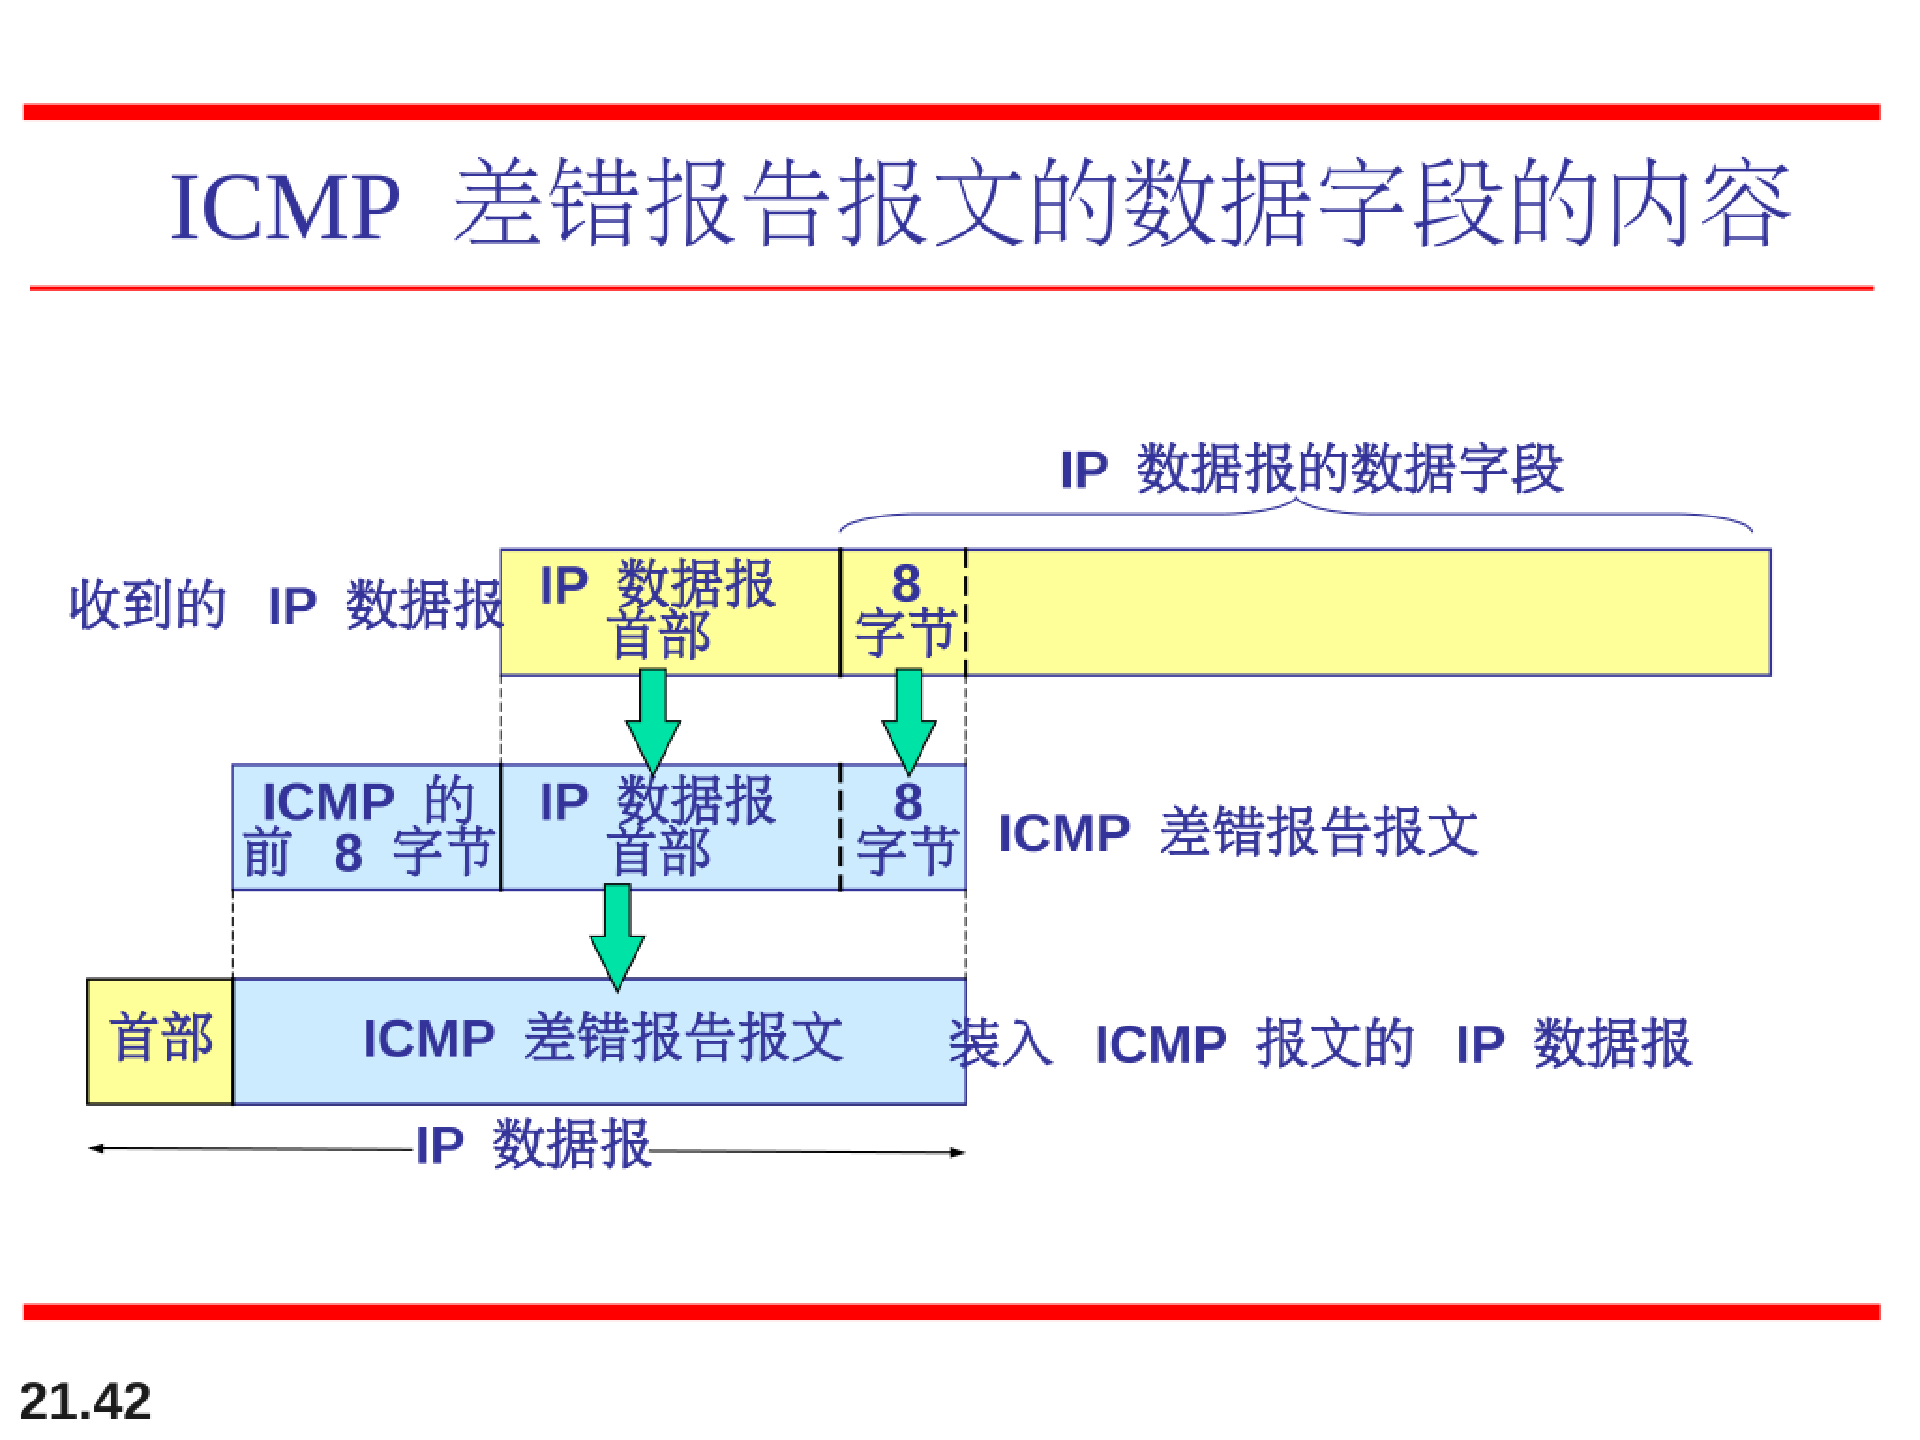 ICMP 差错报告报文的数据字段的内容
IP 数据报的数据字段
收到的 IP 数据报
IP 数据报
首部
8
字节
ICMP 的
前 8 字节
IP 数据报
首部
8
字节
ICMP 差错报告报文
首部
ICMP 差错报告报文
装入 ICMP 报文的 IP 数据报
IP 数据报
21.42